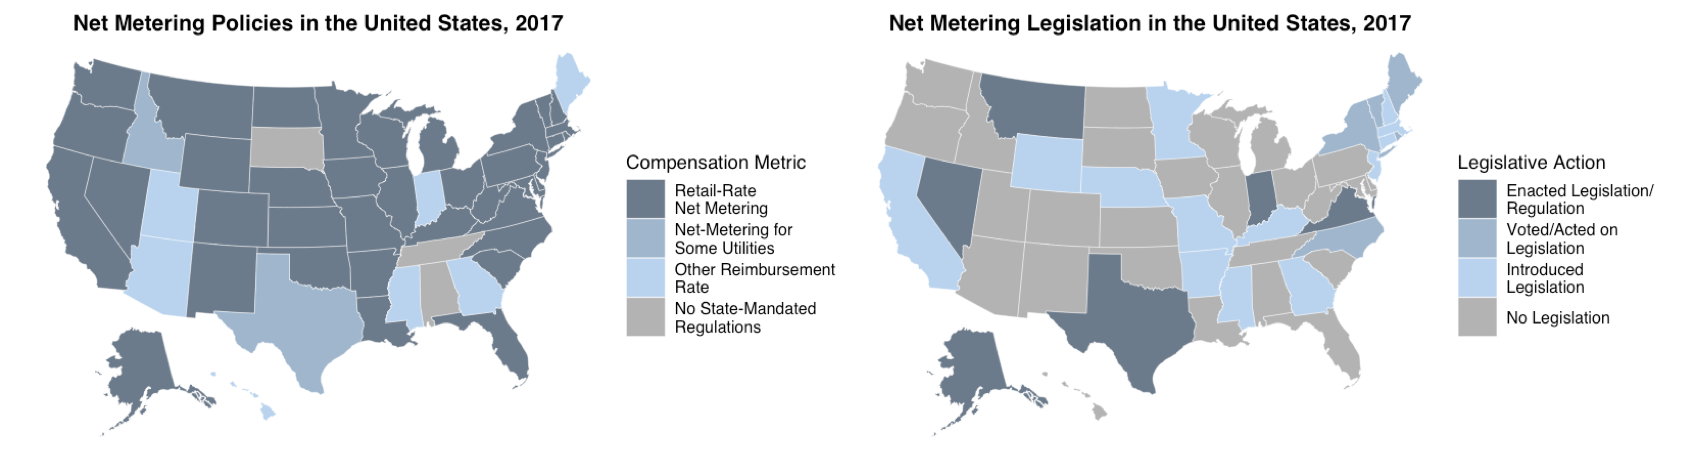 Net Metering Policies in the United States, 2017
Compensation Metric
Retail-Rate
Net Metering
Net-Metering for
Some Utilities
Other Reimbursement
Rate
No State-Mandated
Regulations
Net Metering Legislation in the United States, 2017
Legislative Action
Enacted Legislation/
Regulation
Voted/Acted on
Legislation
Introduced
Legislation
No Legislation